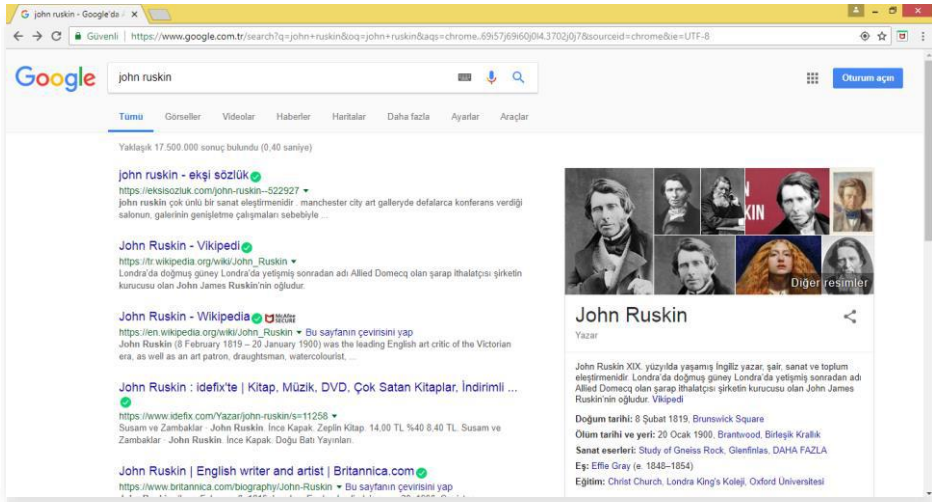 john ruskin - Google'da
Güvenli | https://www.google.com.tr/search?q=john+ruskin&oq=john+ruskin&aqs=chrome..69i57j69i60j0l4.3702j0j7&sourceid=chrome&ie=UTF-8
Google
john ruskin
Oturum açın
Tümü Görseller Videolar Haberler Haritalar Daha fazla Ayarlar Araçlar
Yaklaşık 17.500.000 sonuç bulundu (0,40 saniye)
john ruskin - ekşi sözlük
https://eksisozluk.com/john-ruskin--522927
john ruskin çok ünlü bir sanat eleştirmenidir . manchester city art galleryde defalarca konferans verdiği
salonun, galerinin genişletme çalışmaları sebebiyle ...
John Ruskin - Vikipedi
https://tr.wikipedia.org/wiki/John_Ruskin
Londra'da doğmuş güney Londra'da yetişmiş sonradan adı Allied Domecq olan şarap ithalatçısı şirketin
kurucusu olan John James Ruskin'nin oğludur.
John Ruskin - Wikipedia McAfee SECURE
https://en.wikipedia.org/wiki/John_Ruskin Bu sayfanın çevirisini yap
John Ruskin (8 February 1819 – 20 January 1900) was the leading English art critic of the Victorian
era, as well as an art patron, draughtsman, watercolourist, ...
John Ruskin : idefix'te | Kitap, Müzik, DVD, Çok Satan Kitaplar, İndirimli ...
https://www.idefix.com/Yazar/john-ruskin/s=11258
Susam ve Zambaklar · John Ruskin. İnce Kapak. Zeplin Kitap. 14,00 TL %40 8,40 TL. Susam ve
Zambaklar · John Ruskin. İnce Kapak. Doğu Batı Yayınları.
John Ruskin | English writer and artist | Britannica.com
https://www.britannica.com/biography/John-Ruskin Bu sayfanın çevirisini yap
KIN
Diğer resimler
John Ruskin
Yazar
John Ruskin XIX. yüzyılda yaşamış İngiliz yazar, şair, sanat ve toplum
eleştirmenidir. Londra'da doğmuş güney Londra'da yetişmiş sonradan adı
Allied Domecq olan şarap ithalatçısı şirketin kurucusu olan John James
Ruskin'nin oğludur. Vikipedi
Doğum tarihi: 8 Şubat 1819, Brunswick Square
Ölüm tarihi ve yeri: 20 Ocak 1900, Brantwood, Birleşik Krallık
Sanat eserleri: Study of Gneiss Rock, Glenfinlas, DAHA FAZLA
Eş: Effie Gray (e. 1848–1854)
Eğitim: Christ Church, Londra King's Koleji, Oxford Üniversitesi